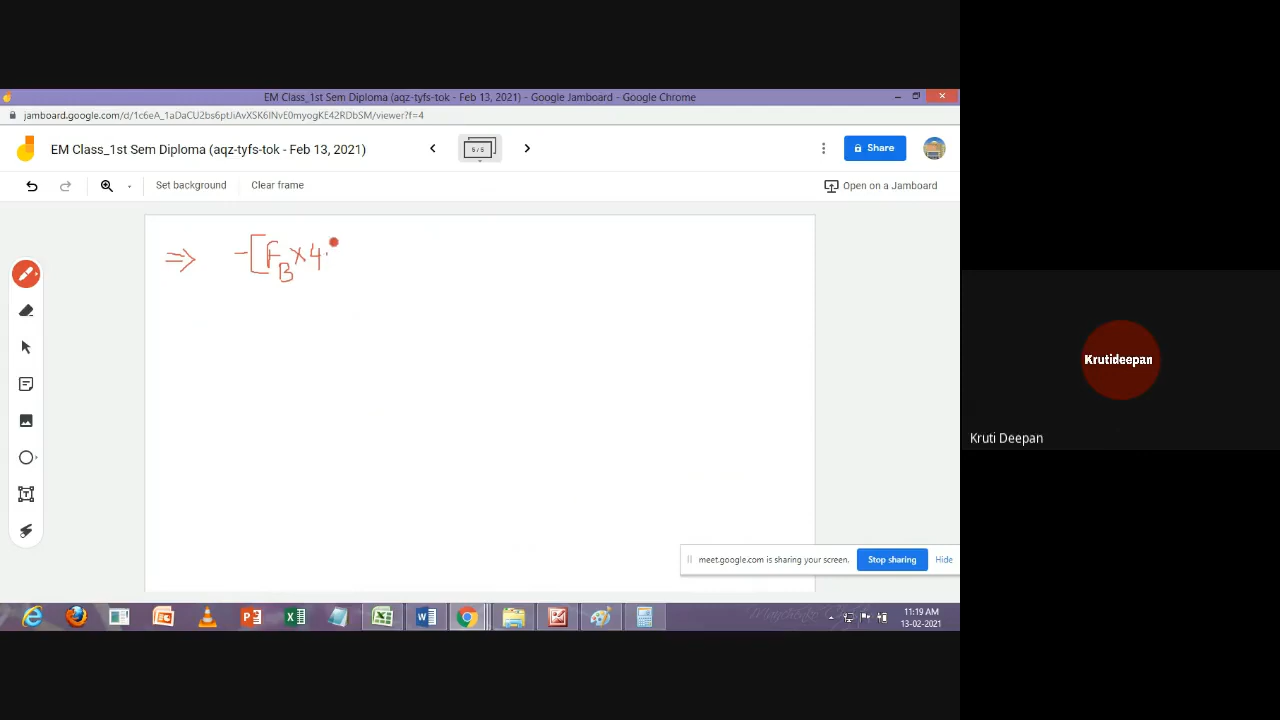 EM Class_1st Sem Diploma (aqz-tyfs-tok - Feb 13, 2021) - Google Jamboard - Google Chrome
jamboard.google.com/d/1c6eA_1aDaCU2bs6ptUiAvXSK6INvE0myogKE42RDbSM/viewer?f=4
EM Class_1st Sem Diploma (aqz-tyfs-tok - Feb 13, 2021)
5 / 5
Share
Set background
Clear frame
Open on a Jamboard
⇒ -[F_B × 4.
Krutideepan
Kruti Deepan
meet.google.com is sharing your screen.
Stop sharing
Hide
11:19 AM
13-02-2021